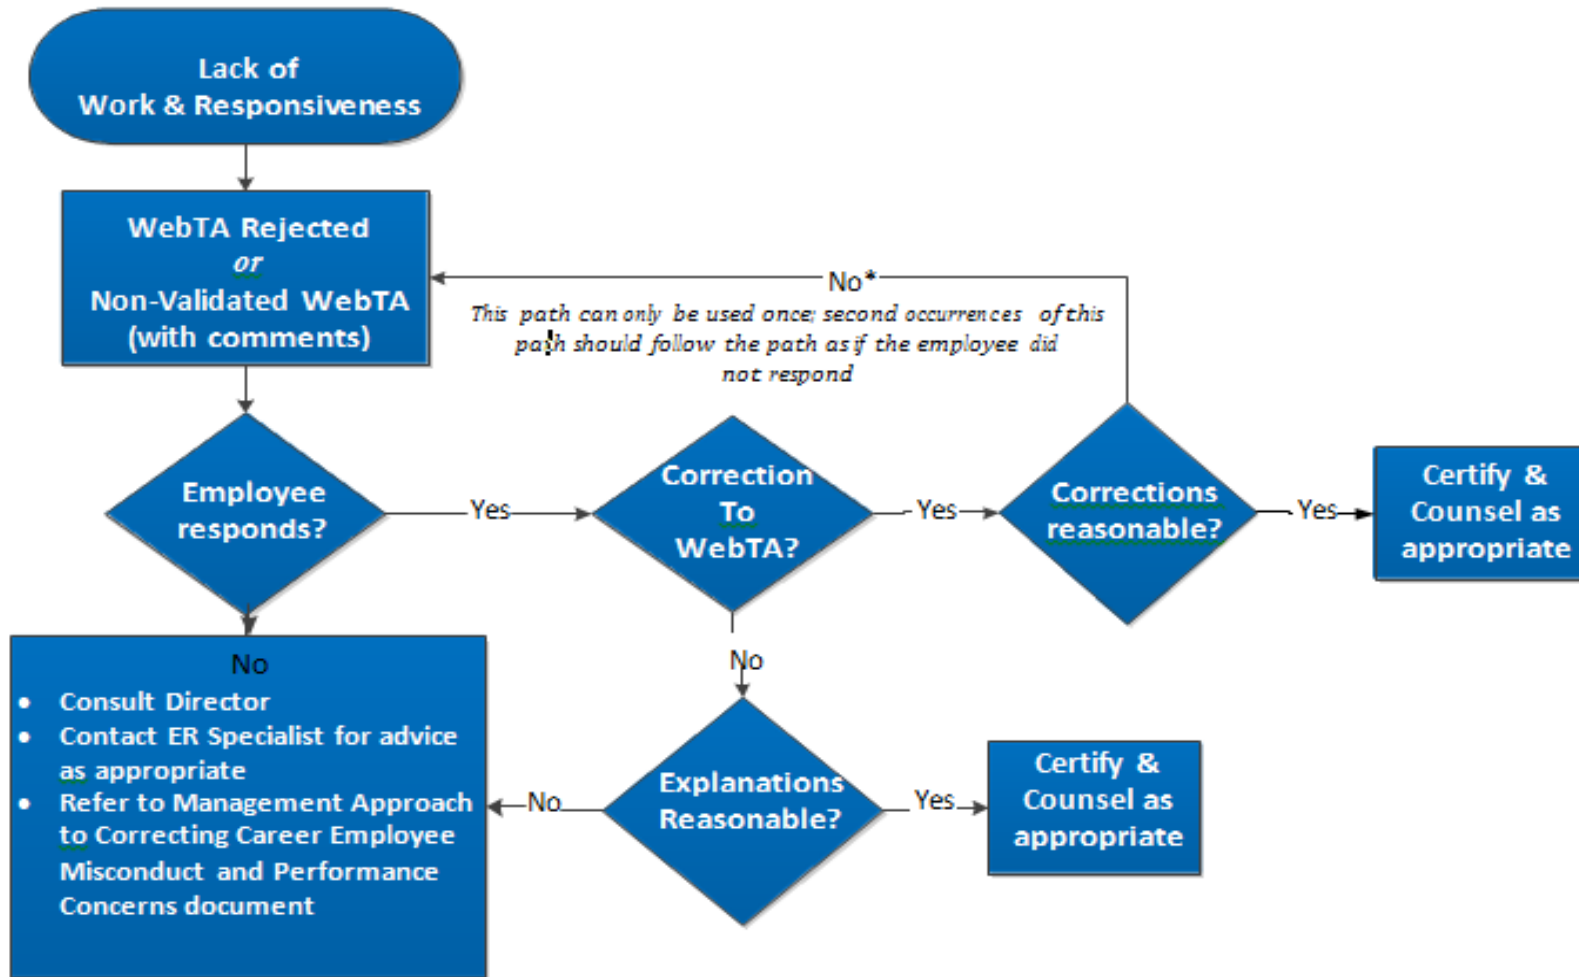 Lack of
Work & Responsiveness
WebTA Rejected
or
Non-Validated WebTA
(with comments)
No*
This path can only be used once; second occurrences of this
path should follow the path as if the employee did
not respond
Employee
responds?
Yes
Correction
To
WebTA?
Yes
Corrections
reasonable?
Yes
Certify &
Counsel as
appropriate
No
• Consult Director
• Contact ER Specialist for advice
as appropriate
• Refer to Management Approach
to Correcting Career Employee
Misconduct and Performance
Concerns document
No
No
Explanations
Reasonable?
Yes
Certify &
Counsel as
appropriate